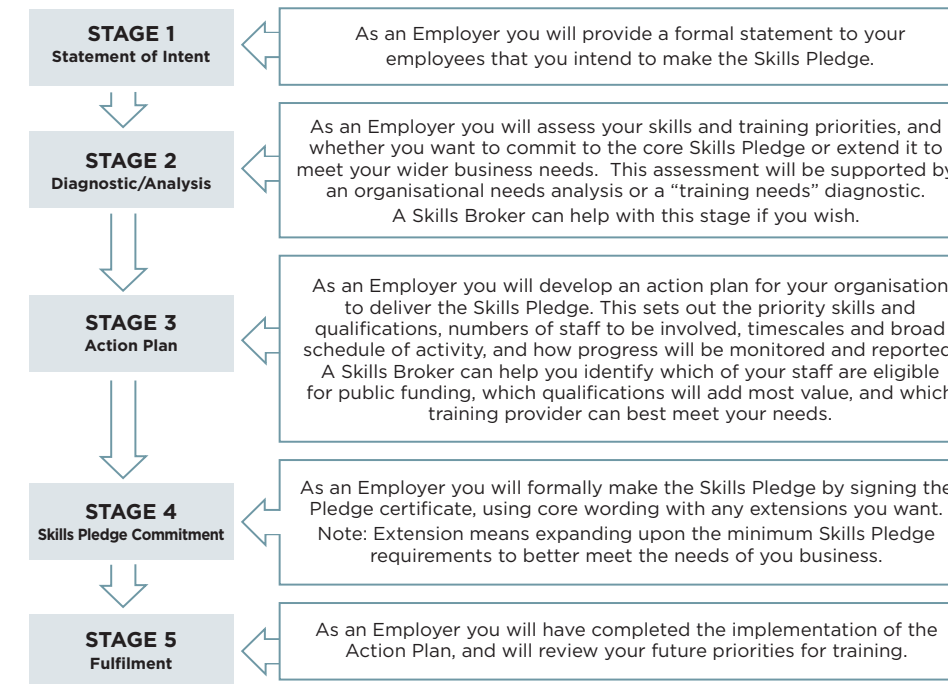 STAGE 1
Statement of Intent
As an Employer you will provide a formal statement to your
employees that you intend to make the Skills Pledge.
STAGE 2
Diagnostic/Analysis
As an Employer you will assess your skills and training priorities, and
whether you want to commit to the core Skills Pledge or extend it to
meet your wider business needs.  This assessment will be supported by
an organisational needs analysis or a “training needs” diagnostic.
A Skills Broker can help with this stage if you wish.
STAGE 3
Action Plan
As an Employer you will develop an action plan for your organisation
to deliver the Skills Pledge. This sets out the priority skills and
qualifications, numbers of staff to be involved, timescales and broad
schedule of activity, and how progress will be monitored and reported
A Skills Broker can help you identify which of your staff are eligible
for public funding, which qualifications will add most value, and which
training provider can best meet your needs.
STAGE 4
Skills Pledge Commitment
As an Employer you will formally make the Skills Pledge by signing the
Pledge certificate, using core wording with any extensions you want.
Note: Extension means expanding upon the minimum Skills Pledge
requirements to better meet the needs of you business.
STAGE 5
Fulfilment
As an Employer you will have completed the implementation of the
Action Plan, and will review your future priorities for training.